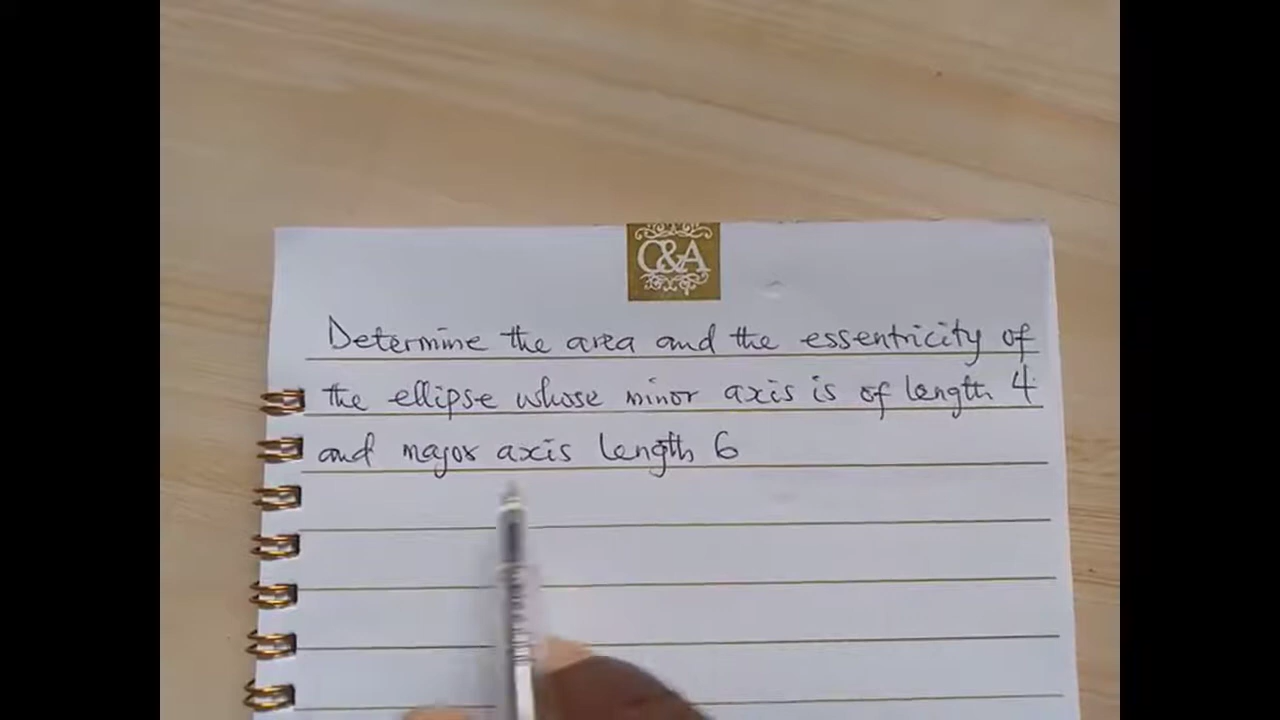 C&A
Determine the area and the essentricity of
the ellipse whose minor axis is of length 4
and major axis length 6